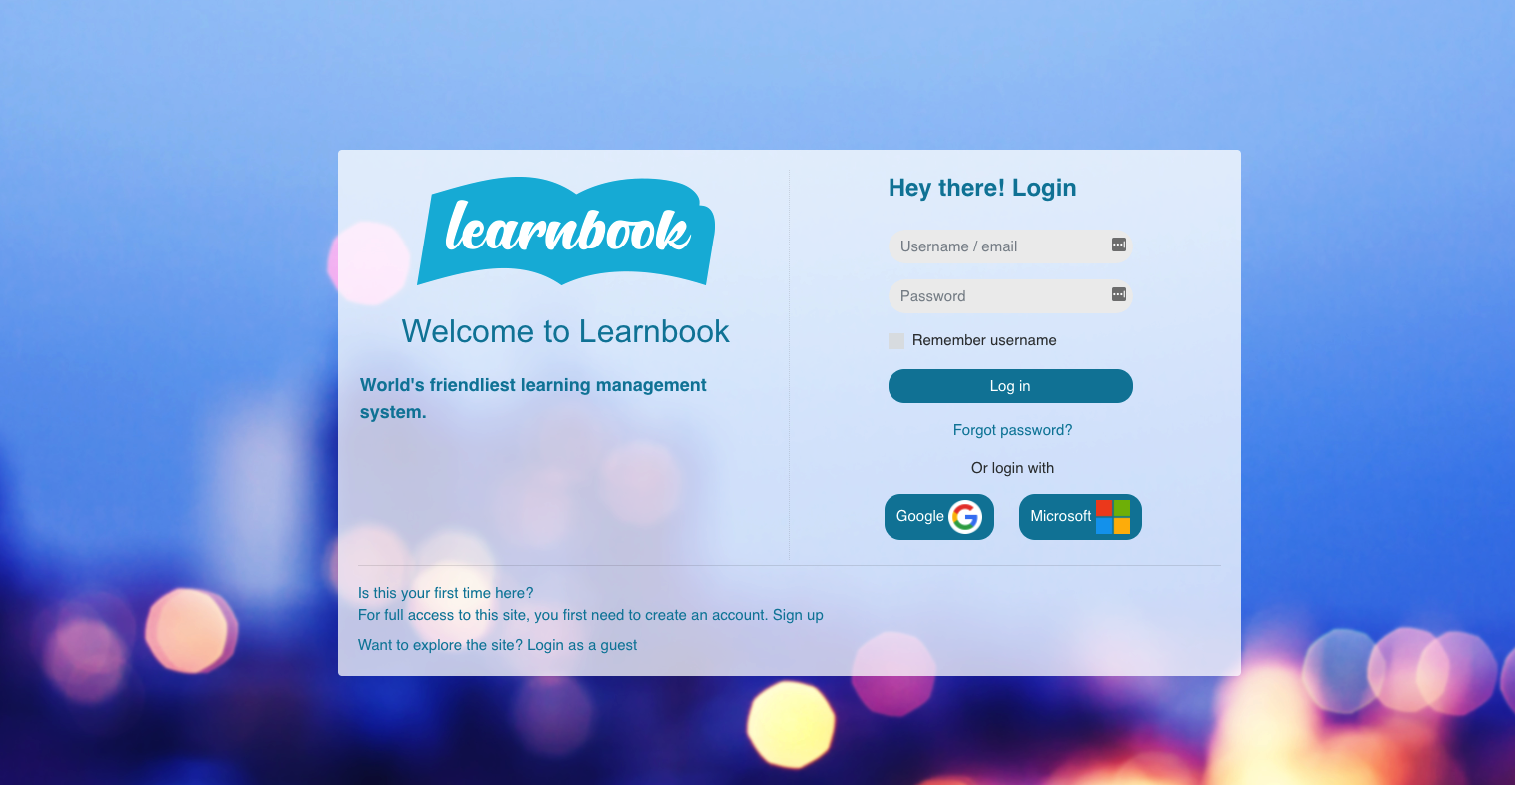 learnbook
Welcome to Learnbook
World's friendliest learning management
system.
Hey there! Login
Username / email
Password
Remember username
Log in
Forgot password?
Or login with
Google
Microsoft
Is this your first time here?
For full access to this site, you first need to create an account. Sign up
Want to explore the site? Login as a guest